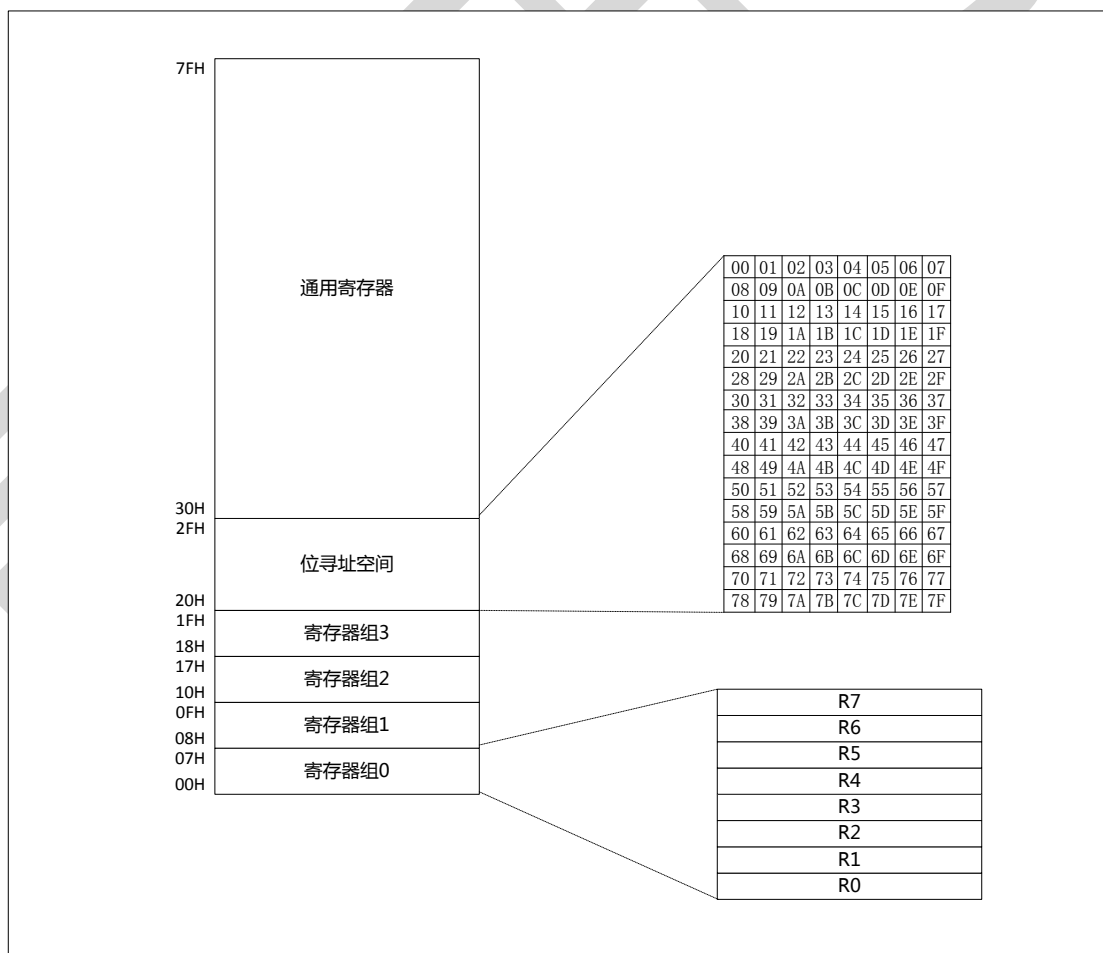 7FH
通用寄存器
30H
2FH
位寻址空间
20H
1FH
寄存器组3
18H
17H
寄存器组2
10H
0FH
寄存器组1
08H
07H
寄存器组0
00H
00 01 02 03 04 05 06 07
08 09 0A 0B 0C 0D 0E 0F
10 11 12 13 14 15 16 17
18 19 1A 1B 1C 1D 1E 1F
20 21 22 23 24 25 26 27
28 29 2A 2B 2C 2D 2E 2F
30 31 32 33 34 35 36 37
38 39 3A 3B 3C 3D 3E 3F
40 41 42 43 44 45 46 47
48 49 4A 4B 4C 4D 4E 4F
50 51 52 53 54 55 56 57
58 59 5A 5B 5C 5D 5E 5F
60 61 62 63 64 65 66 67
68 69 6A 6B 6C 6D 6E 6F
70 71 72 73 74 75 76 77
78 79 7A 7B 7C 7D 7E 7F
R7
R6
R5
R4
R3
R2
R1
R0